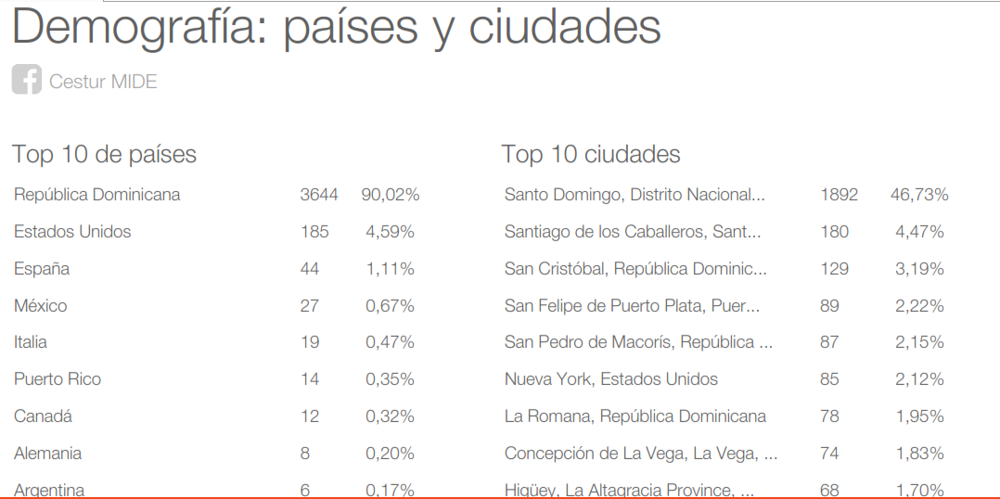 Demografía: países y ciudades
Cestur MIDE
Top 10 de países
República Dominicana 3644 90,02%
Estados Unidos 185 4,59%
España 44 1,11%
México 27 0,67%
Italia 19 0,47%
Puerto Rico 14 0,35%
Canadá 12 0,32%
Alemania 8 0,20%
Argentina 6 0,17%
Top 10 ciudades
Santo Domingo, Distrito Nacional... 1892 46,73%
Santiago de los Caballeros, Sant... 180 4,47%
San Cristóbal, República Dominic... 129 3,19%
San Felipe de Puerto Plata, Puer... 89 2,22%
San Pedro de Macorís, República ... 87 2,15%
Nueva York, Estados Unidos 85 2,12%
La Romana, República Dominicana 78 1,95%
Concepción de La Vega, La Vega, ... 74 1,83%
Higüey, La Altagracia Province, ... 68 1,70%